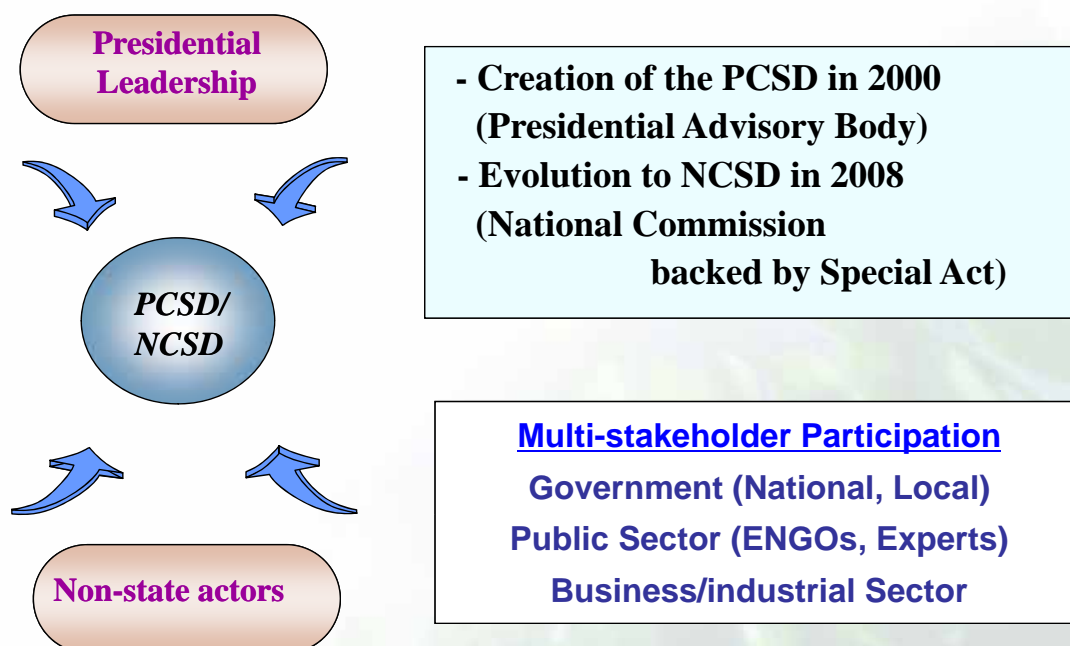 Presidential
Leadership
PCSD/
NCSD
Non-state actors
- Creation of the PCSD in 2000
(Presidential Advisory Body)
- Evolution to NCSD in 2008
(National Commission
backed by Special Act)
Multi-stakeholder Participation
Government (National, Local)
Public Sector (ENGOs, Experts)
Business/industrial Sector